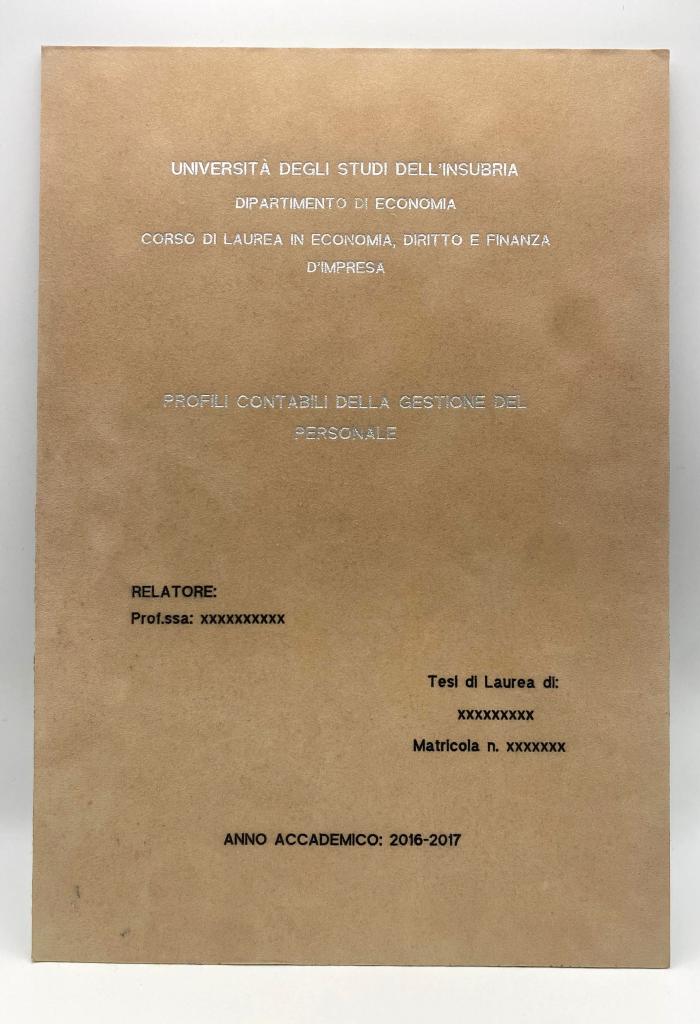 UNIVERSITÀ DEGLI STUDI DELL'INSUBRIA
DIPARTIMENTO DI ECONOMIA
CORSO DI LAUREA IN ECONOMIA, DIRITTO E FINANZA
D'IMPRESA
PROFILI CONTABILI DELLA GESTIONE DEL
PERSONALE
RELATORE:
Prof.ssa: xxxxxxxxxx
Tesi di Laurea di:
xxxxxxxxx
Matricola n. xxxxxxx
ANNO ACCADEMICO: 2016-2017